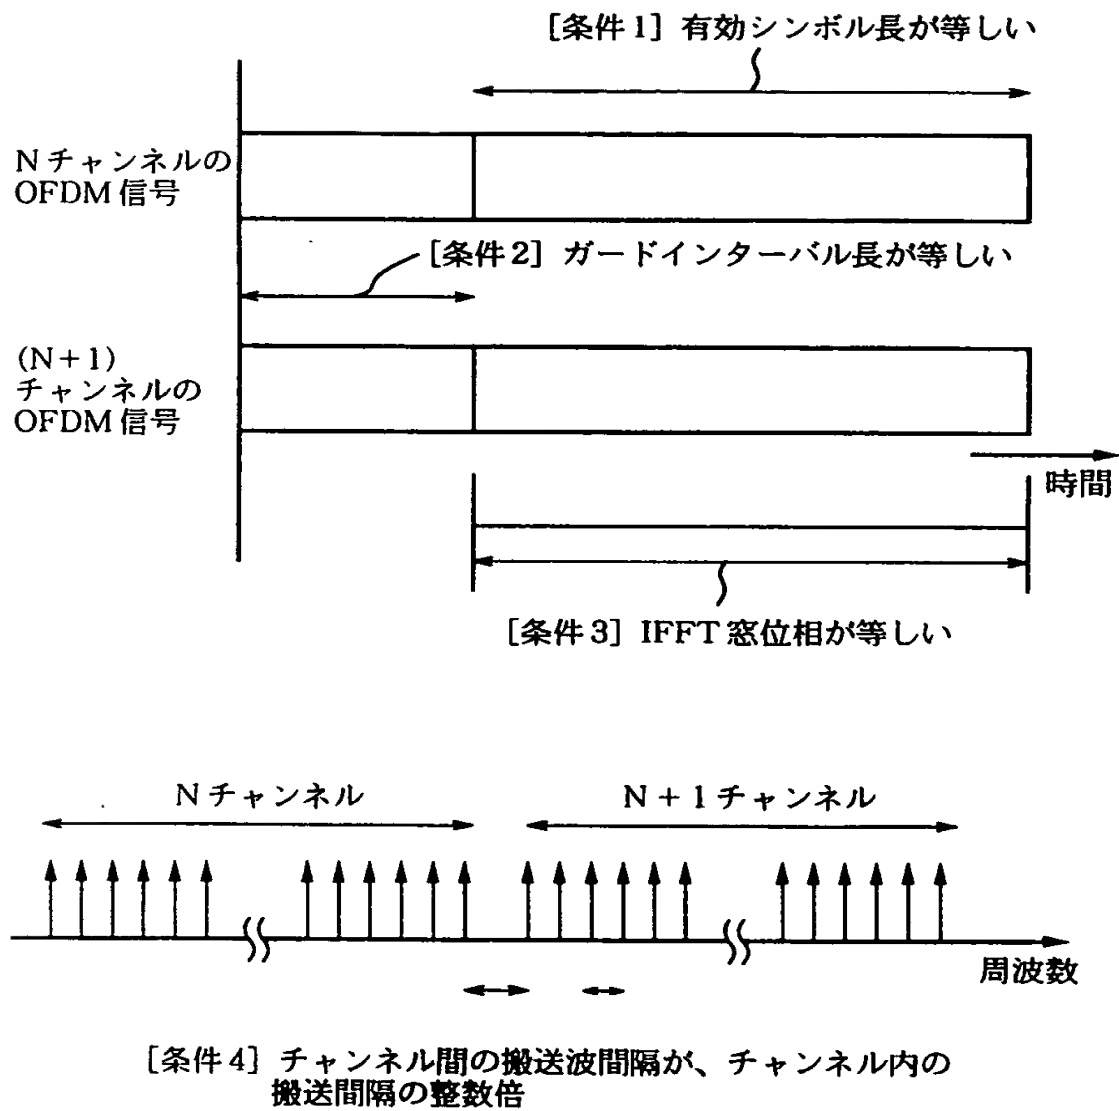 ［条件1］有効シンボル長が等しい
Nチャンネルの
OFDM信号
［条件2］ガードインターバル長が等しい
(N+1)
チャンネルの
OFDM信号
時間
［条件3］IFFT窓位相が等しい
Nチャンネル
N+1チャンネル
周波数
［条件4］チャンネル間の搬送波間隔が、チャンネル内の
搬送間隔の整数倍